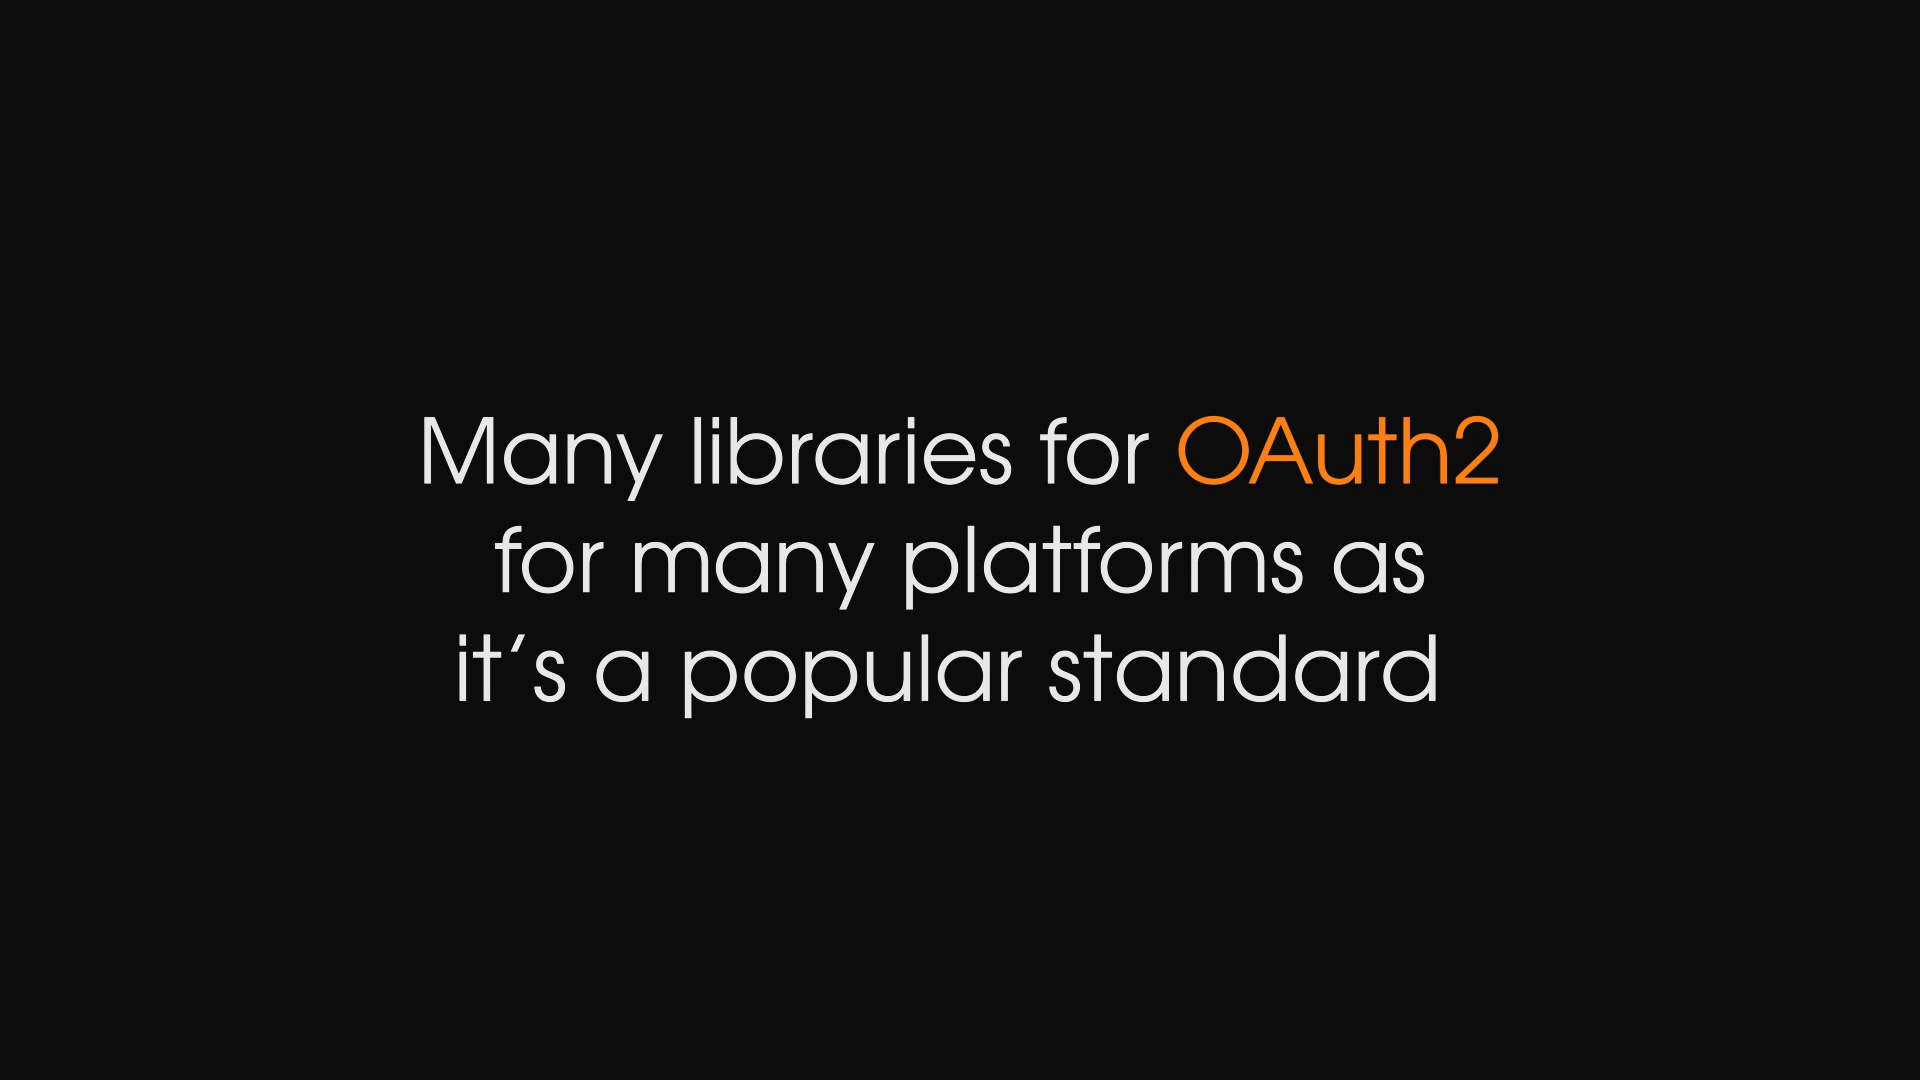 Many libraries for OAuth2
for many platforms as
it’s a popular standard